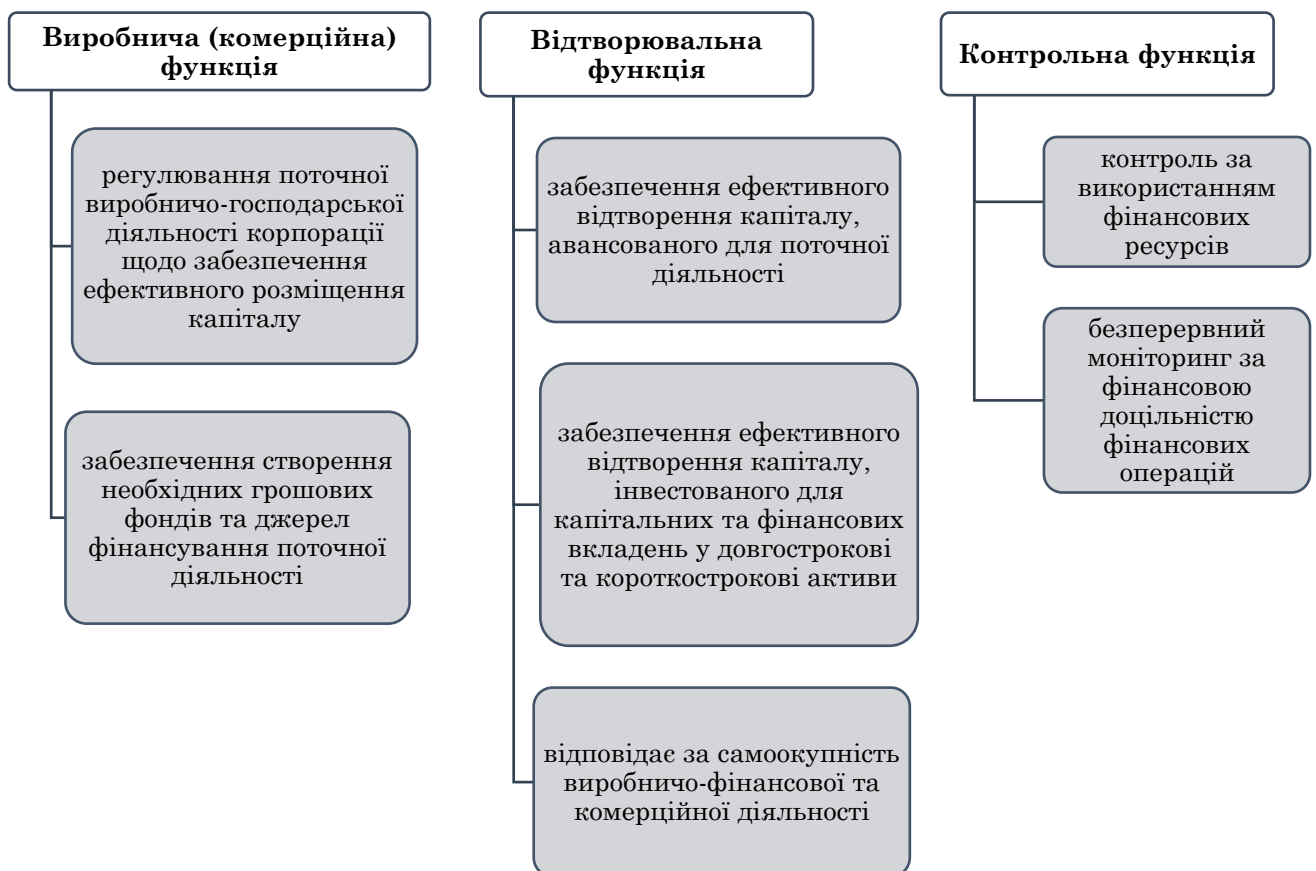 Виробнича (комерційна)
функція
регулювання поточної
виробничо-господарської
діяльності корпорації
щодо забезпечення
ефективного розміщення
капіталу
забезпечення створення
необхідних грошових
фондів та джерел
фінансування поточної
діяльності
Відтворювальна
функція
забезпечення ефективного
відтворення капіталу,
авансованого для поточної
діяльності
забезпечення ефективного
відтворення капіталу,
інвестованого для
капітальних та фінансових
вкладень у довгострокові
та короткострокові активи
відповідає за самоокупність
виробничо-фінансової та
комерційної діяльності
Контрольна функція
контроль за
використанням
фінансових
ресурсів
безперервний
моніторинг за
фінансовою
доцільністю
фінансових
операцій